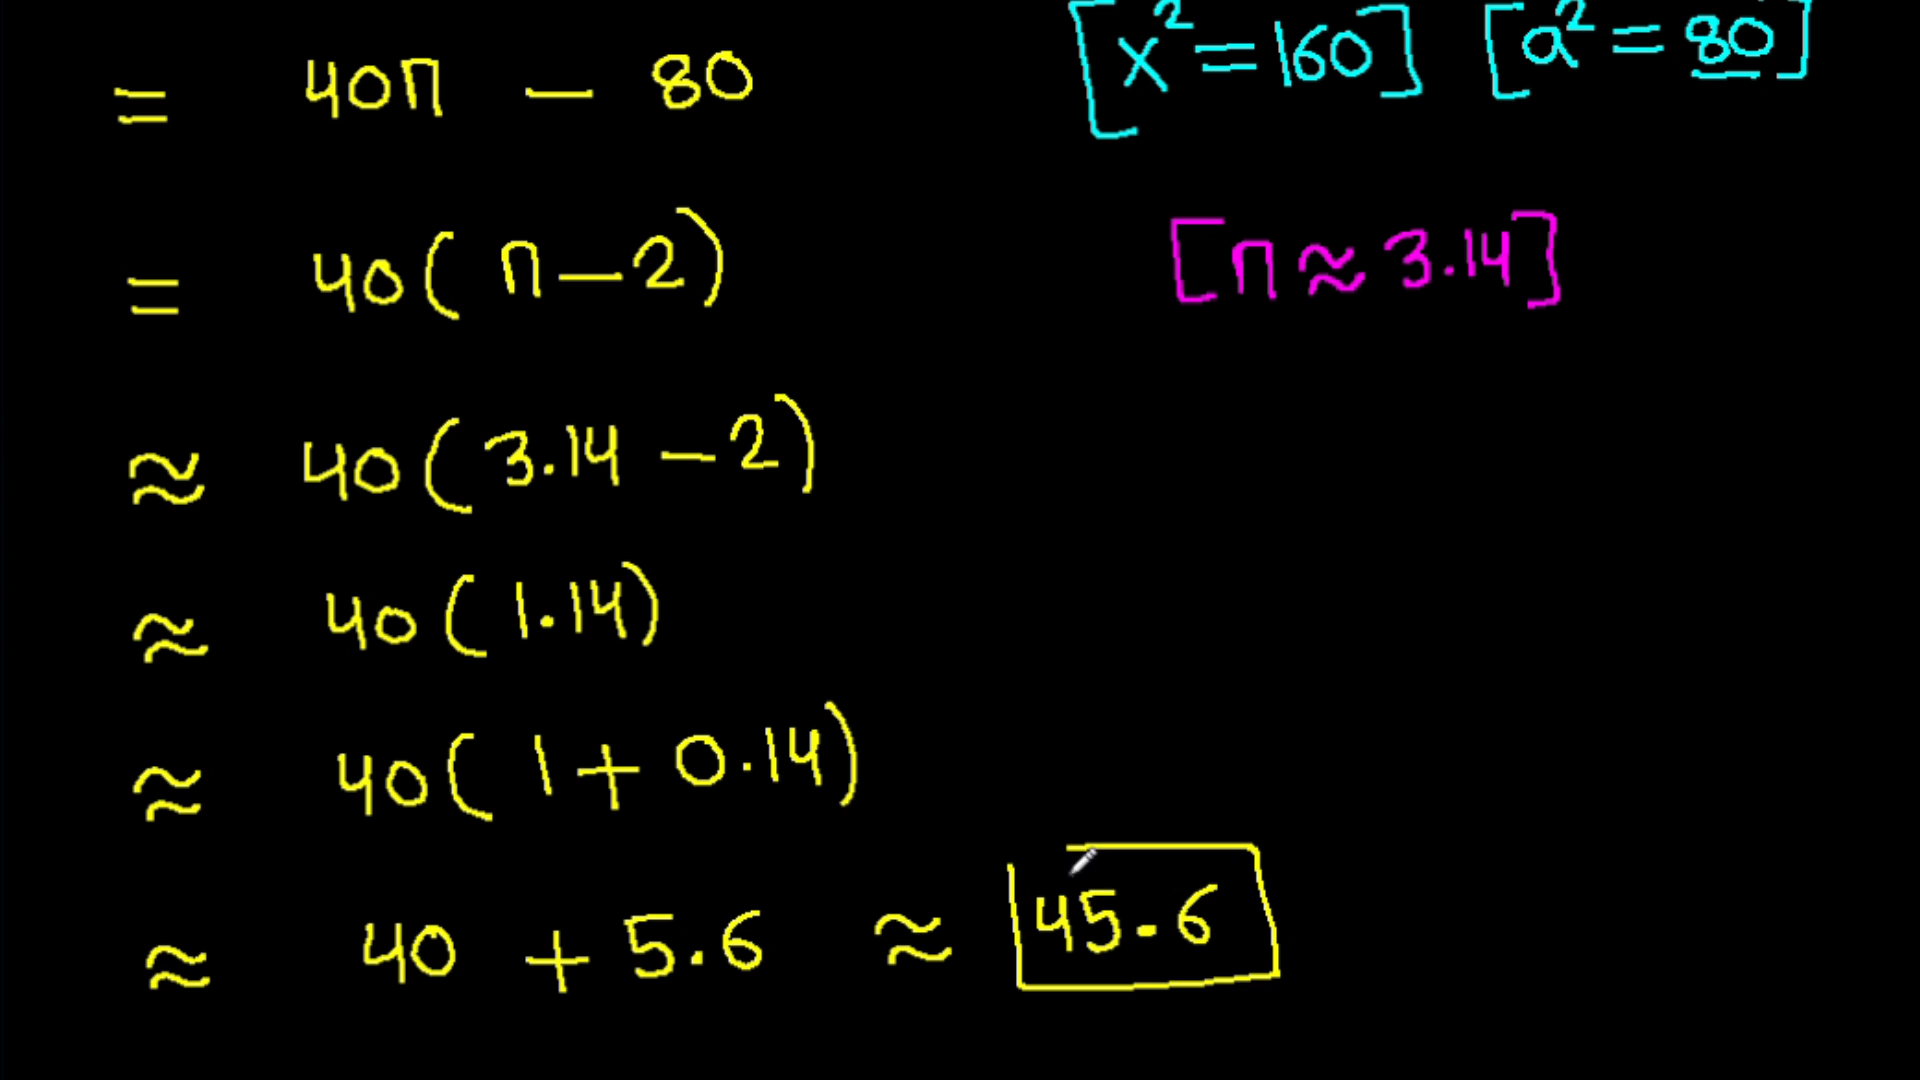 = 40π − 80 [x² = 160] [a² = 80]
= 40(π − 2) [π ≈ 3.14]
≈ 40(3.14 − 2)
≈ 40(1.14)
≈ 40(1 + 0.14)
≈ 40 + 5.6 ≈ 45.6